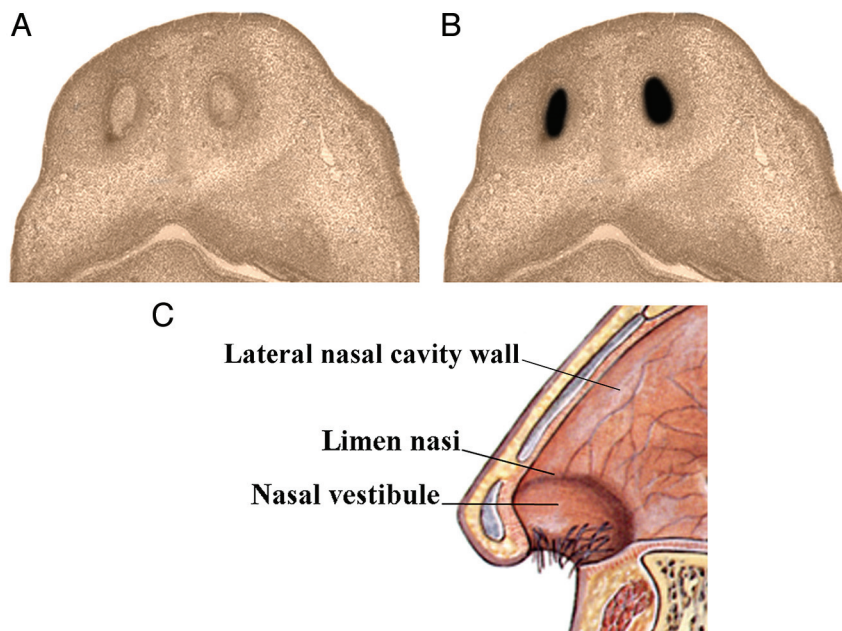 A
B
C
Lateral nasal cavity wall
Limen nasi
Nasal vestibule